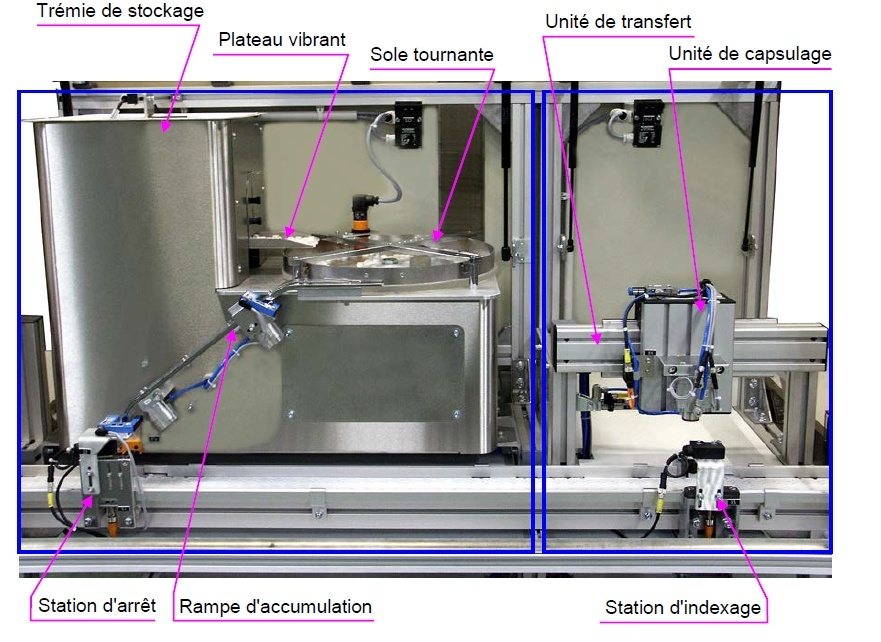 Trémie de stockage
Plateau vibrant
Sole tournante
Unité de transfert
Unité de capsulage
Station d'arrêt
Rampe d'accumulation
Station d'indexage